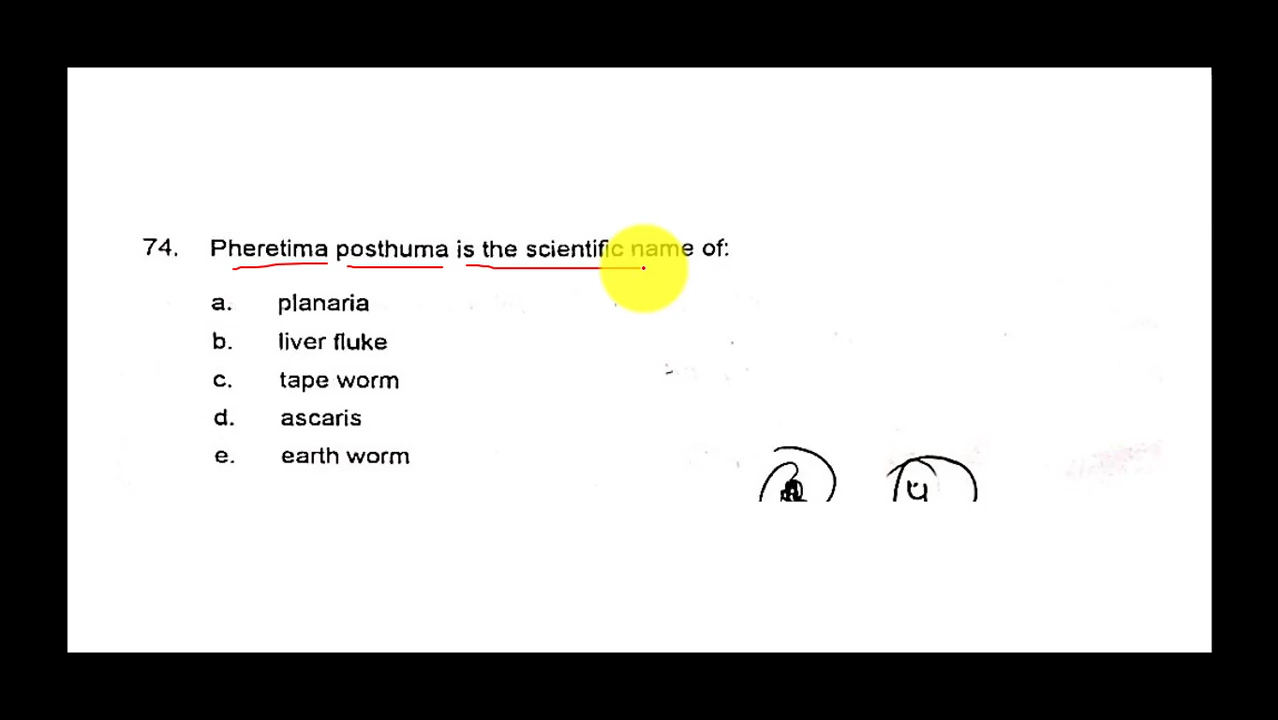 74. Pheretima posthuma is the scientific name of:
a. planaria
b. liver fluke
c. tape worm
d. ascaris
e. earth worm